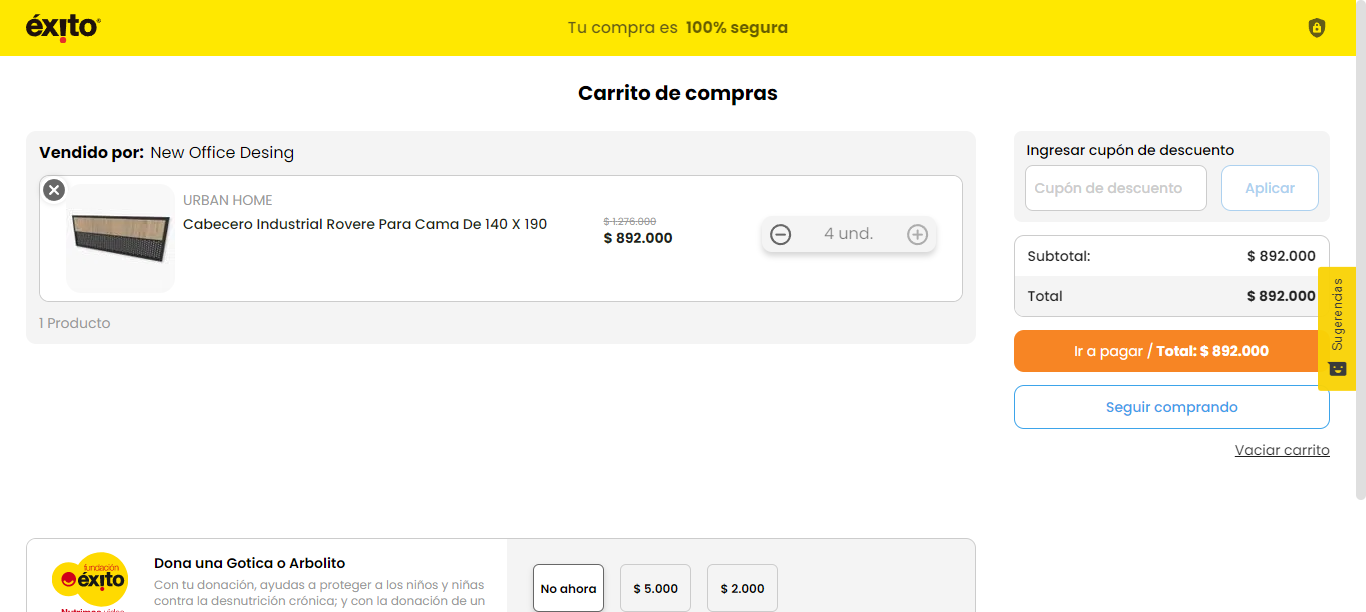 éxito
Tu compra es 100% segura
Carrito de compras
Vendido por: New Office Desing
URBAN HOME
Cabecero Industrial Rovere Para Cama De 140 X 190
$ 1.276.000
$ 892.000
4 und.
1 Producto
Ingresar cupón de descuento
Cupón de descuento
Aplicar
Subtotal:
$ 892.000
Total
$ 892.000
Ir a pagar / Total: $ 892.000
Sugerendas
Seguir comprando
Vaciar carrito
fundación
éxito
Nutrimos vidas
Dona una Gotica o Arbolito
Con tu donación, ayudas a proteger a los niños y niñas
contra la desnutrición crónica; y con la donación de un
No ahora
$ 5.000
$ 2.000